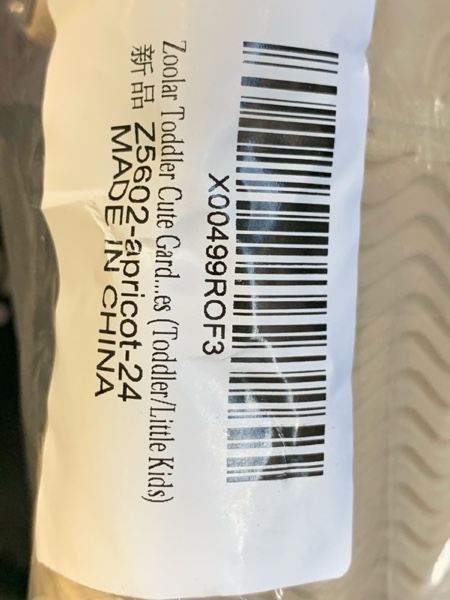 X00499ROF3
Zoolar Toddler Cute Gard...es (Toddler/Little Kids)
新品 Z5602-apricot-24
MADE IN CHINA